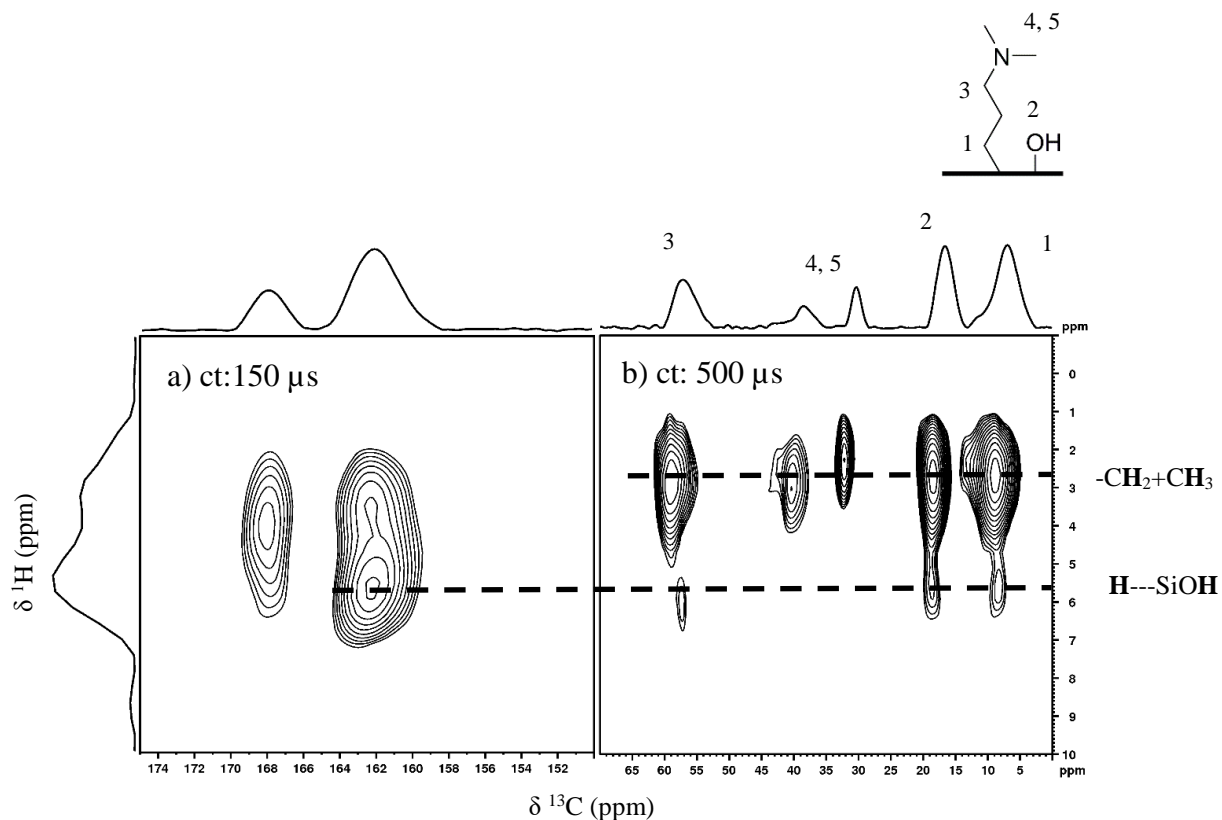 4, 5
N
3
2
1
OH
3
4, 5
2
1
ppm
a) ct:150 µs
b) ct: 500 µs
0
1
2
3
4
5
6
7
8
9
10
-CH₂+CH₃
H---SiOH
δ ¹H (ppm)
174 172 170 168 166 164 162 160 158 156 154 152
65 60 55 50 45 40 35 30 25 20 15 10 5 ppm
δ ¹³C (ppm)